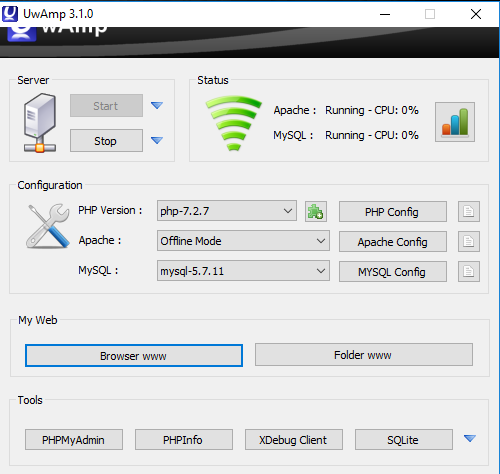 UwAmp 3.1.0
UwAmp
Server
Start
Stop
Status
Apache : Running - CPU: 0%
MySQL : Running - CPU: 0%
Configuration
PHP Version : php-7.2.7 PHP Config
Apache : Offline Mode Apache Config
MySQL : mysql-5.7.11 MYSQL Config
My Web
Browser www Folder www
Tools
PHPMyAdmin PHPInfo XDebug Client SQLite